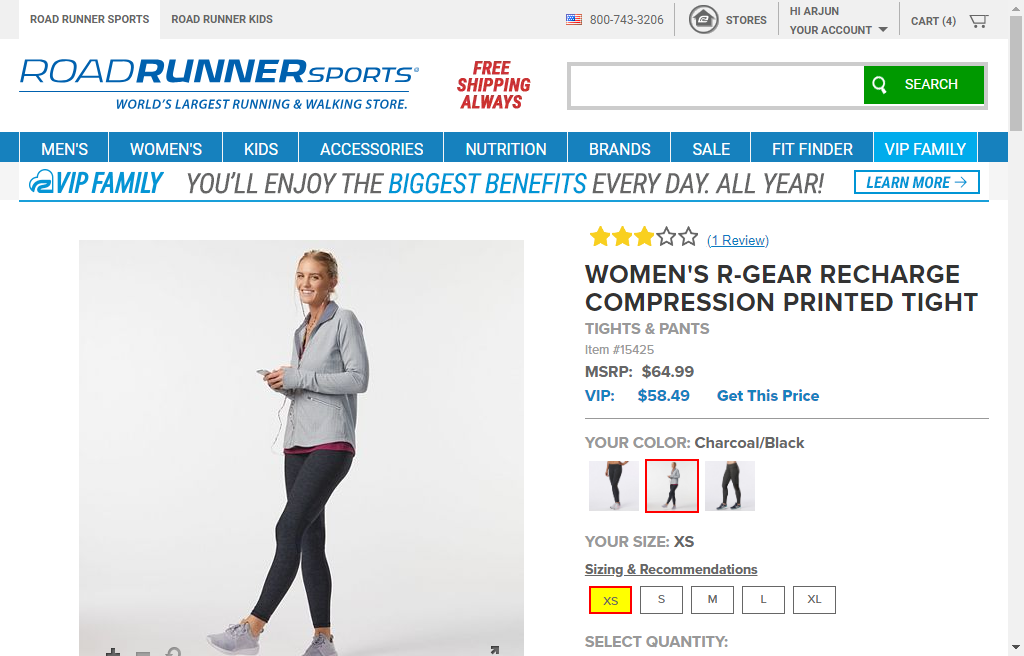 ROAD RUNNER SPORTS
ROAD RUNNER KIDS
800-743-3206
STORES
HI ARJUN
YOUR ACCOUNT
CART (4)
ROADRUNNERSPORTS
WORLD'S LARGEST RUNNING & WALKING STORE.
FREE
SHIPPING
ALWAYS
SEARCH
MEN'S
WOMEN'S
KIDS
ACCESSORIES
NUTRITION
BRANDS
SALE
FIT FINDER
VIP FAMILY
VIP FAMILY
YOU'LL ENJOY THE BIGGEST BENEFITS EVERY DAY. ALL YEAR!
LEARN MORE →
(1 Review)
WOMEN'S R-GEAR RECHARGE
COMPRESSION PRINTED TIGHT
TIGHTS & PANTS
Item #15425
MSRP: $64.99
VIP: $58.49 Get This Price
YOUR COLOR: Charcoal/Black
YOUR SIZE: XS
Sizing & Recommendations
XS
S
M
L
XL
SELECT QUANTITY: